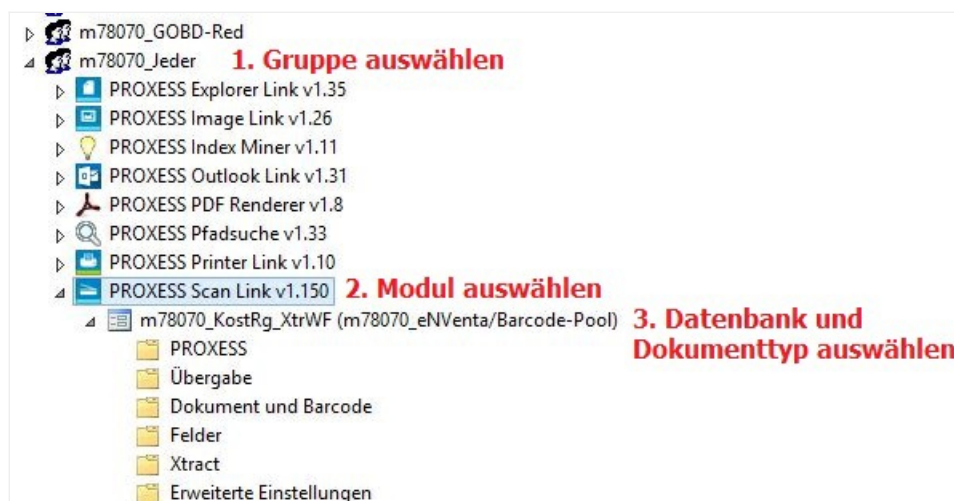 m78070_GOBD-Red
m78070_Jeder 1. Gruppe auswählen
PROXESS Explorer Link v1.35
PROXESS Image Link v1.26
PROXESS Index Miner v1.11
PROXESS Outlook Link v1.31
PROXESS PDF Renderer v1.8
PROXESS Pfadsuche v1.33
PROXESS Printer Link v1.10
PROXESS Scan Link v1.150 2. Modul auswählen
m78070_KostRg_XtrWF (m78070_eNVenta/Barcode-Pool) 3. Datenbank und
Dokumenttyp auswählen
PROXESS
Übergabe
Dokument und Barcode
Felder
Xtract
Erweiterte Einstellungen